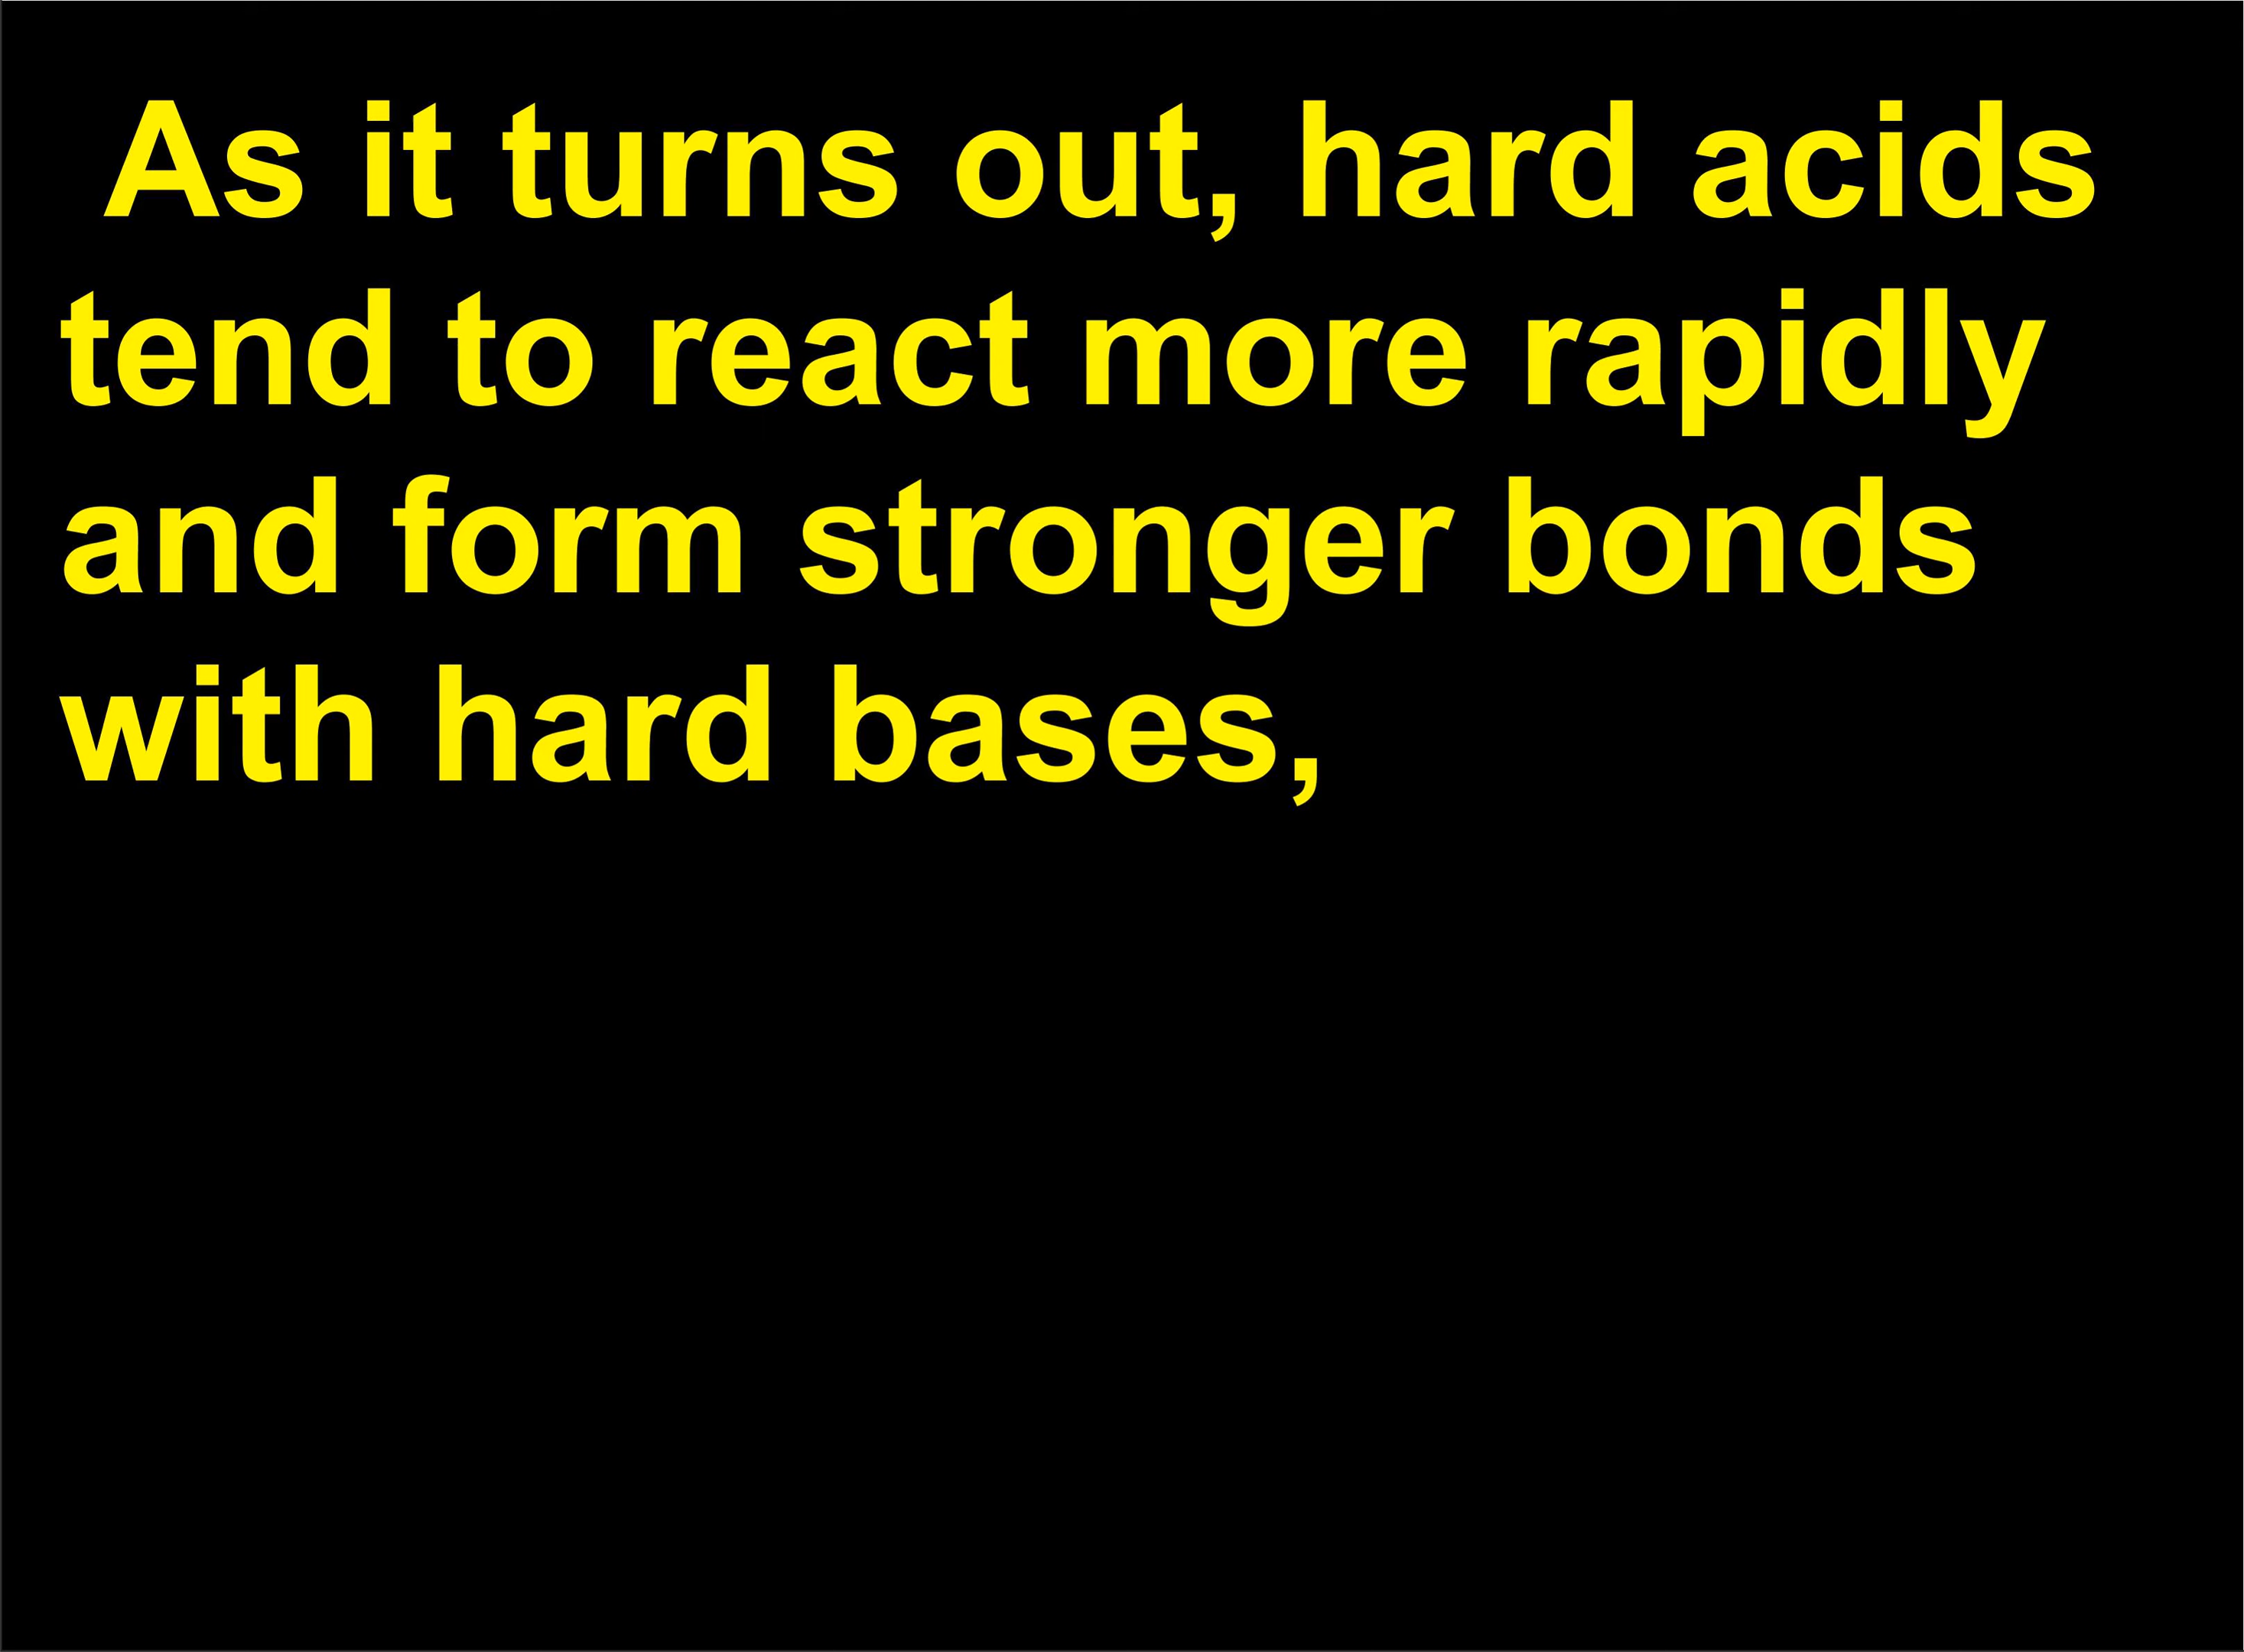 As it turns out, hard acids
tend to react more rapidly
and form stronger bonds
with hard bases,